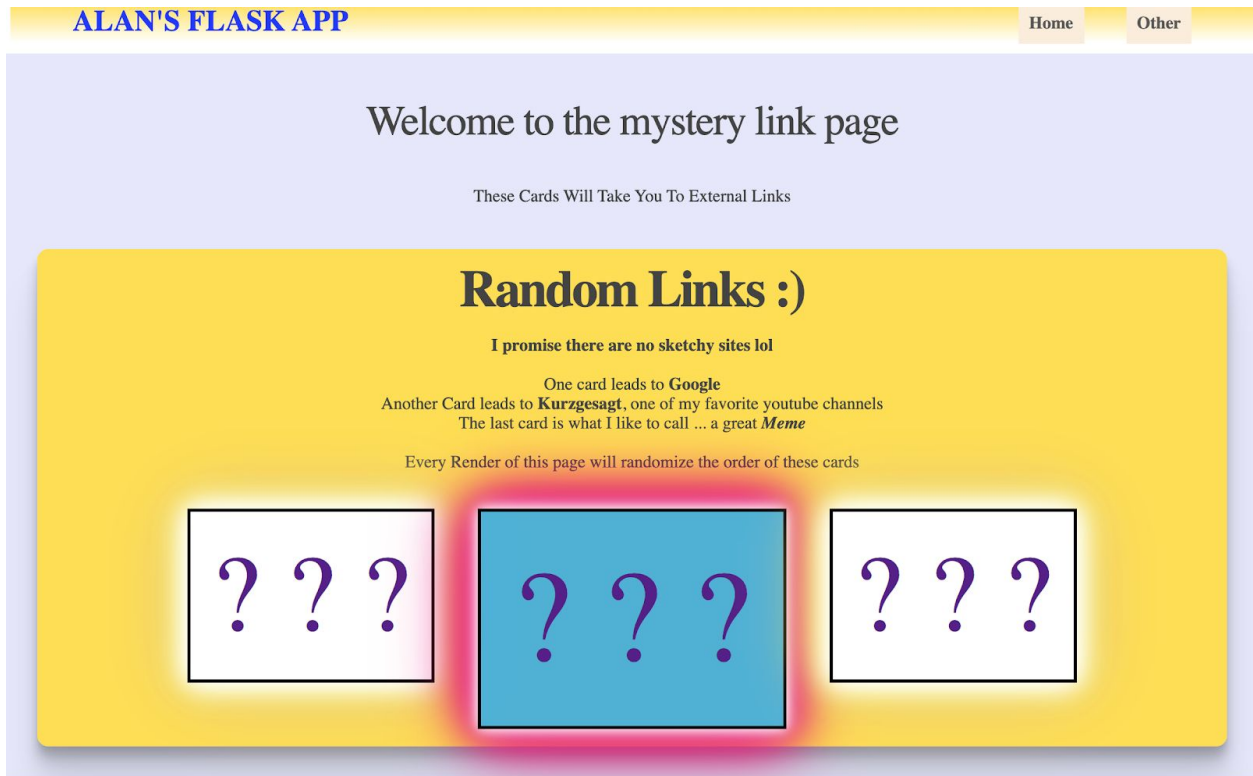 ALAN'S FLASK APP
Home
Other
Welcome to the mystery link page
These Cards Will Take You To External Links
Random Links :)
I promise there are no sketchy sites lol
One card leads to Google
Another Card leads to Kurzgesagt, one of my favorite youtube channels
The last card is what I like to call ... a great Meme
Every Render of this page will randomize the order of these cards
? ? ?
? ? ?
? ? ?